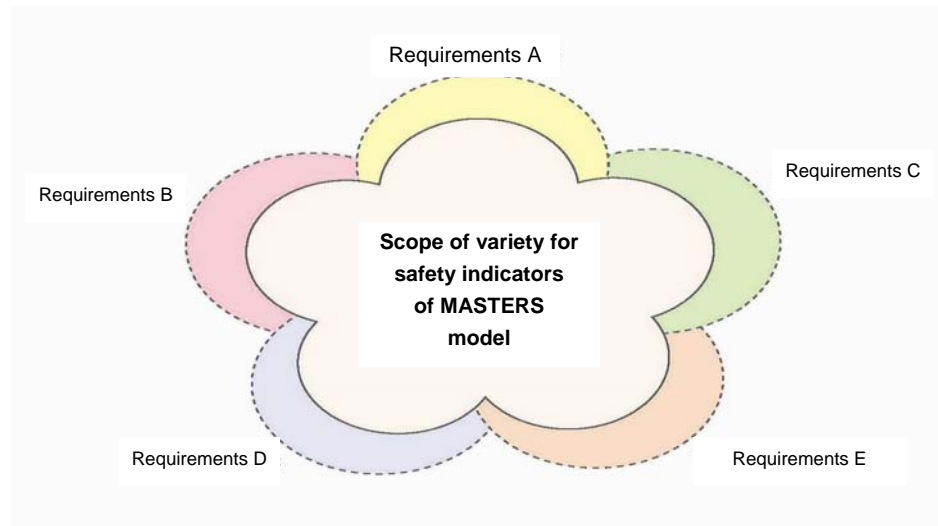 Requirements A
Requirements B
Requirements C
Scope of variety for
safety indicators
of MASTERS
model
Requirements D
Requirements E